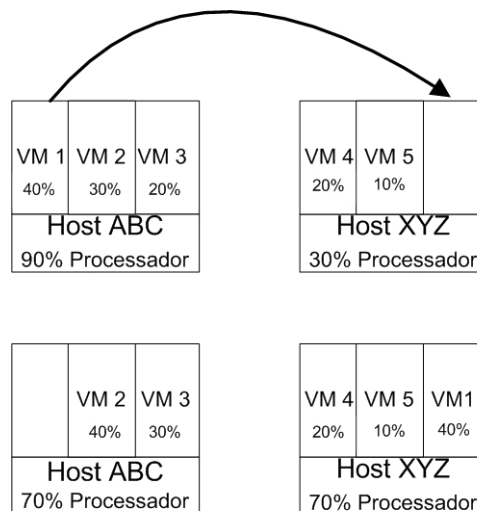 VM 1 VM 2 VM 3
40% 30% 20%
Host ABC
90% Processador
VM 4 VM 5
20% 10%
Host XYZ
30% Processador
VM 2 VM 3
40% 30%
Host ABC
70% Processador
VM 4 VM 5 VM1
20% 10% 40%
Host XYZ
70% Processador